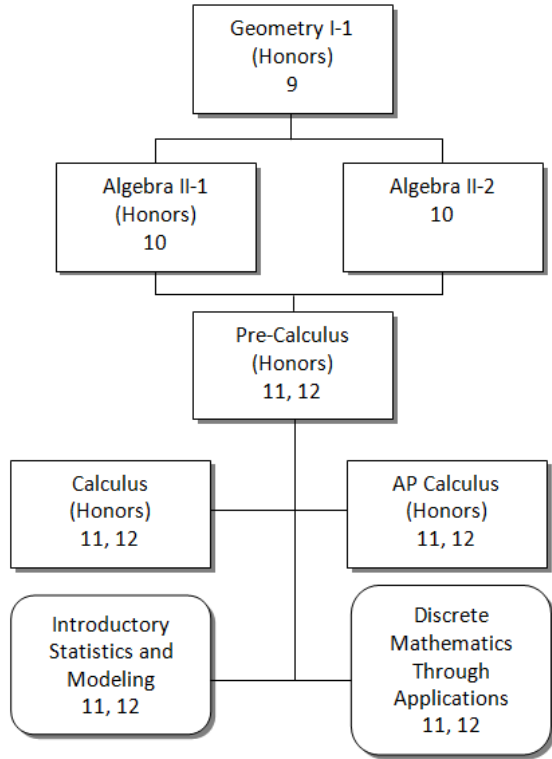 Geometry I-1
(Honors)
9
Algebra II-1
(Honors)
10
Algebra II-2
10
Pre-Calculus
(Honors)
11, 12
Calculus
(Honors)
11, 12
AP Calculus
(Honors)
11, 12
Introductory
Statistics and
Modeling
11, 12
Discrete
Mathematics
Through
Applications
11, 12